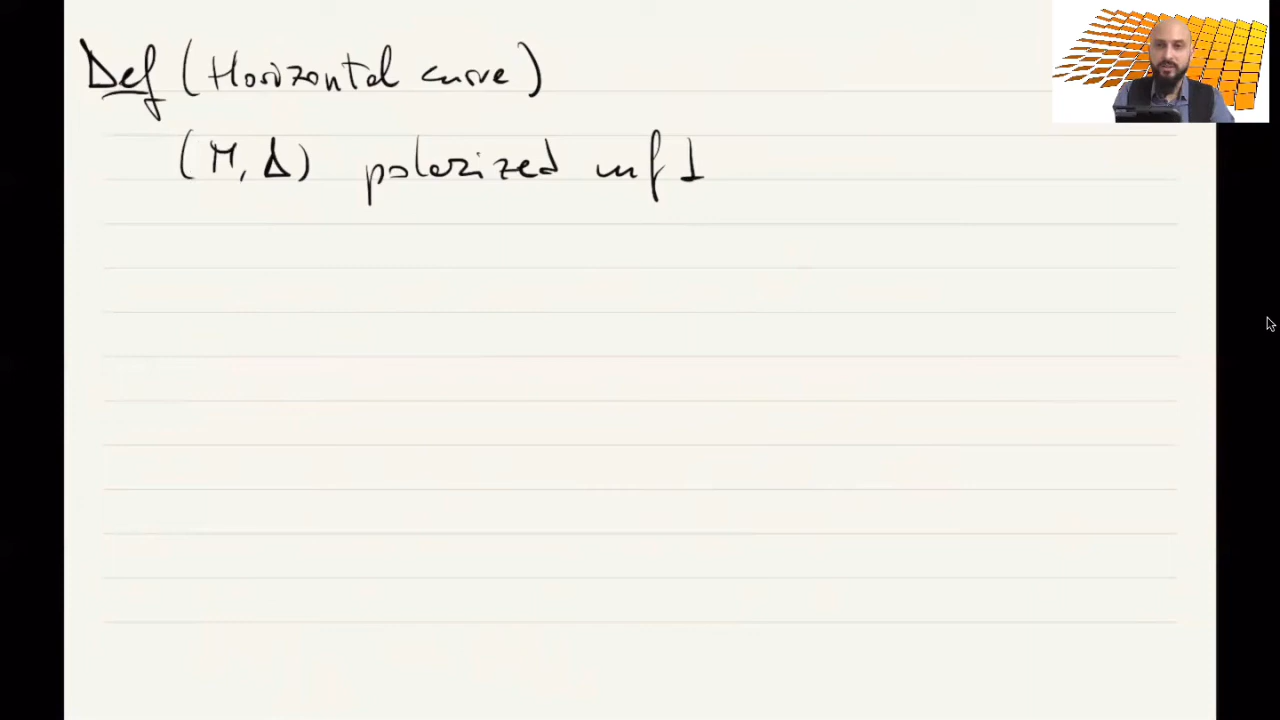 Def (Horizontal curve)
(M, Δ) polarized mfd